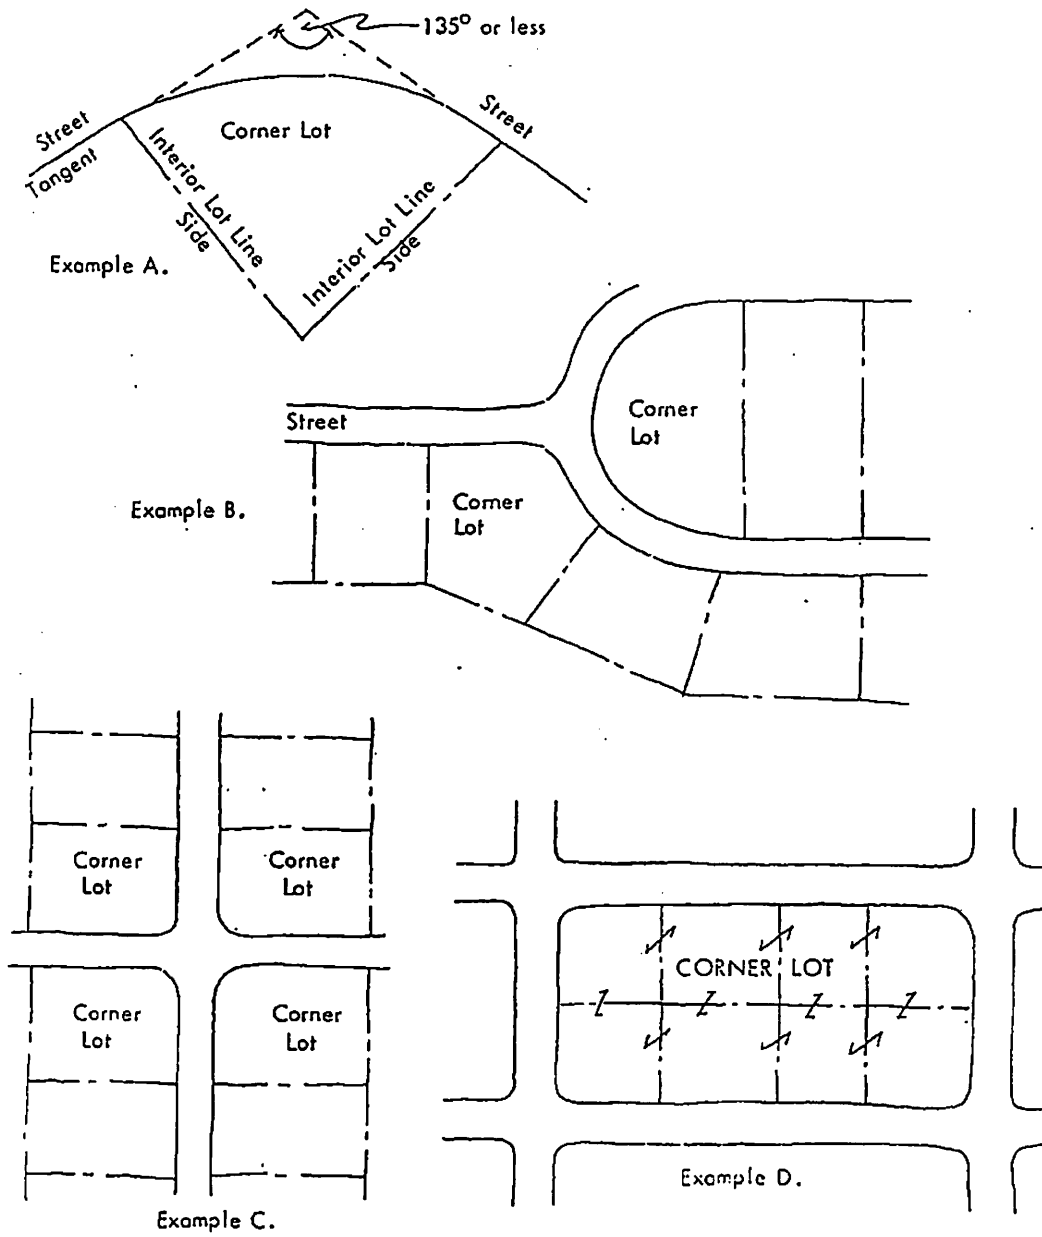 135° or less
Street
Tangent
Corner Lot
Street
Interior Lot Line
Side
Interior Lot Line
Side
Example A.
Street
Corner
Lot
Example B.
Corner
Lot
Corner
Lot
Corner
Lot
Corner
Lot
Corner
Lot
Example C.
CORNER LOT
Example D.